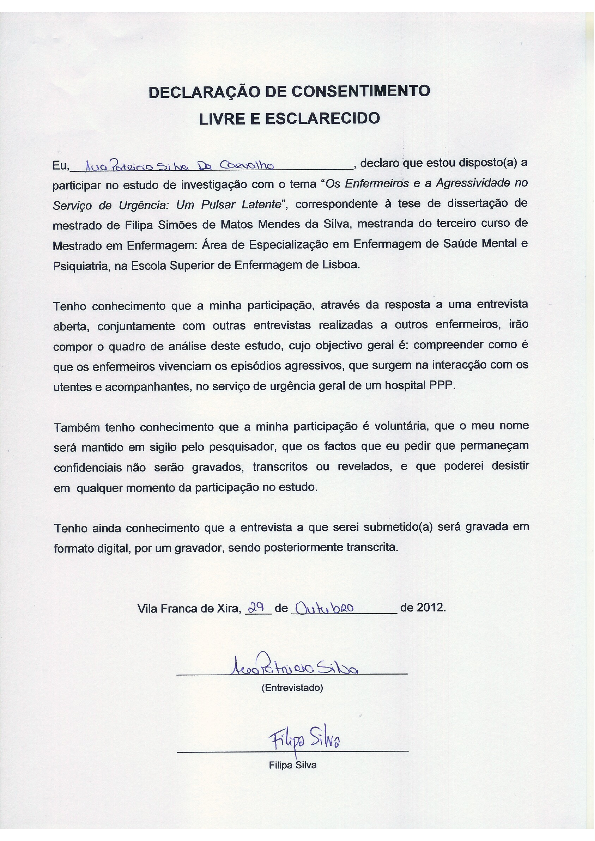 DECLARAÇÃO DE CONSENTIMENTO
LIVRE E ESCLARECIDO
Eu, Ana Patrícia Silva De Carvalho, declaro que estou disposto(a) a
participar no estudo de investigação com o tema “Os Enfermeiros e a Agressividade no
Serviço de Urgência: Um Pulsar Latente”, correspondente à tese de dissertação de
mestrado de Filipa Simões de Matos Mendes da Silva, mestranda do terceiro curso de
Mestrado em Enfermagem: Área de Especialização em Enfermagem de Saúde Mental e
Psiquiatria, na Escola Superior de Enfermagem de Lisboa.
Tenho conhecimento que a minha participação, através da resposta a uma entrevista
aberta, conjuntamente com outras entrevistas realizadas a outros enfermeiros, irão
compor o quadro de análise deste estudo, cujo objectivo geral é: compreender como é
que os enfermeiros vivenciam os episódios agressivos, que surgem na interacção com os
utentes e acompanhantes, no serviço de urgência geral de um hospital PPP.
Também tenho conhecimento que a minha participação é voluntária, que o meu nome
será mantido em sigilo pelo pesquisador, que os factos que eu pedir que permaneçam
confidenciais não serão gravados, transcritos ou revelados, e que poderei desistir
em qualquer momento da participação no estudo.
Tenho ainda conhecimento que a entrevista a que serei submetido(a) será gravada em
formato digital, por um gravador, sendo posteriormente transcrita.
Vila Franca de Xira, 29 de Outubro de 2012.
Ana Patrícia Silva
(Entrevistado)
Filipa Silva
Filipa Silva